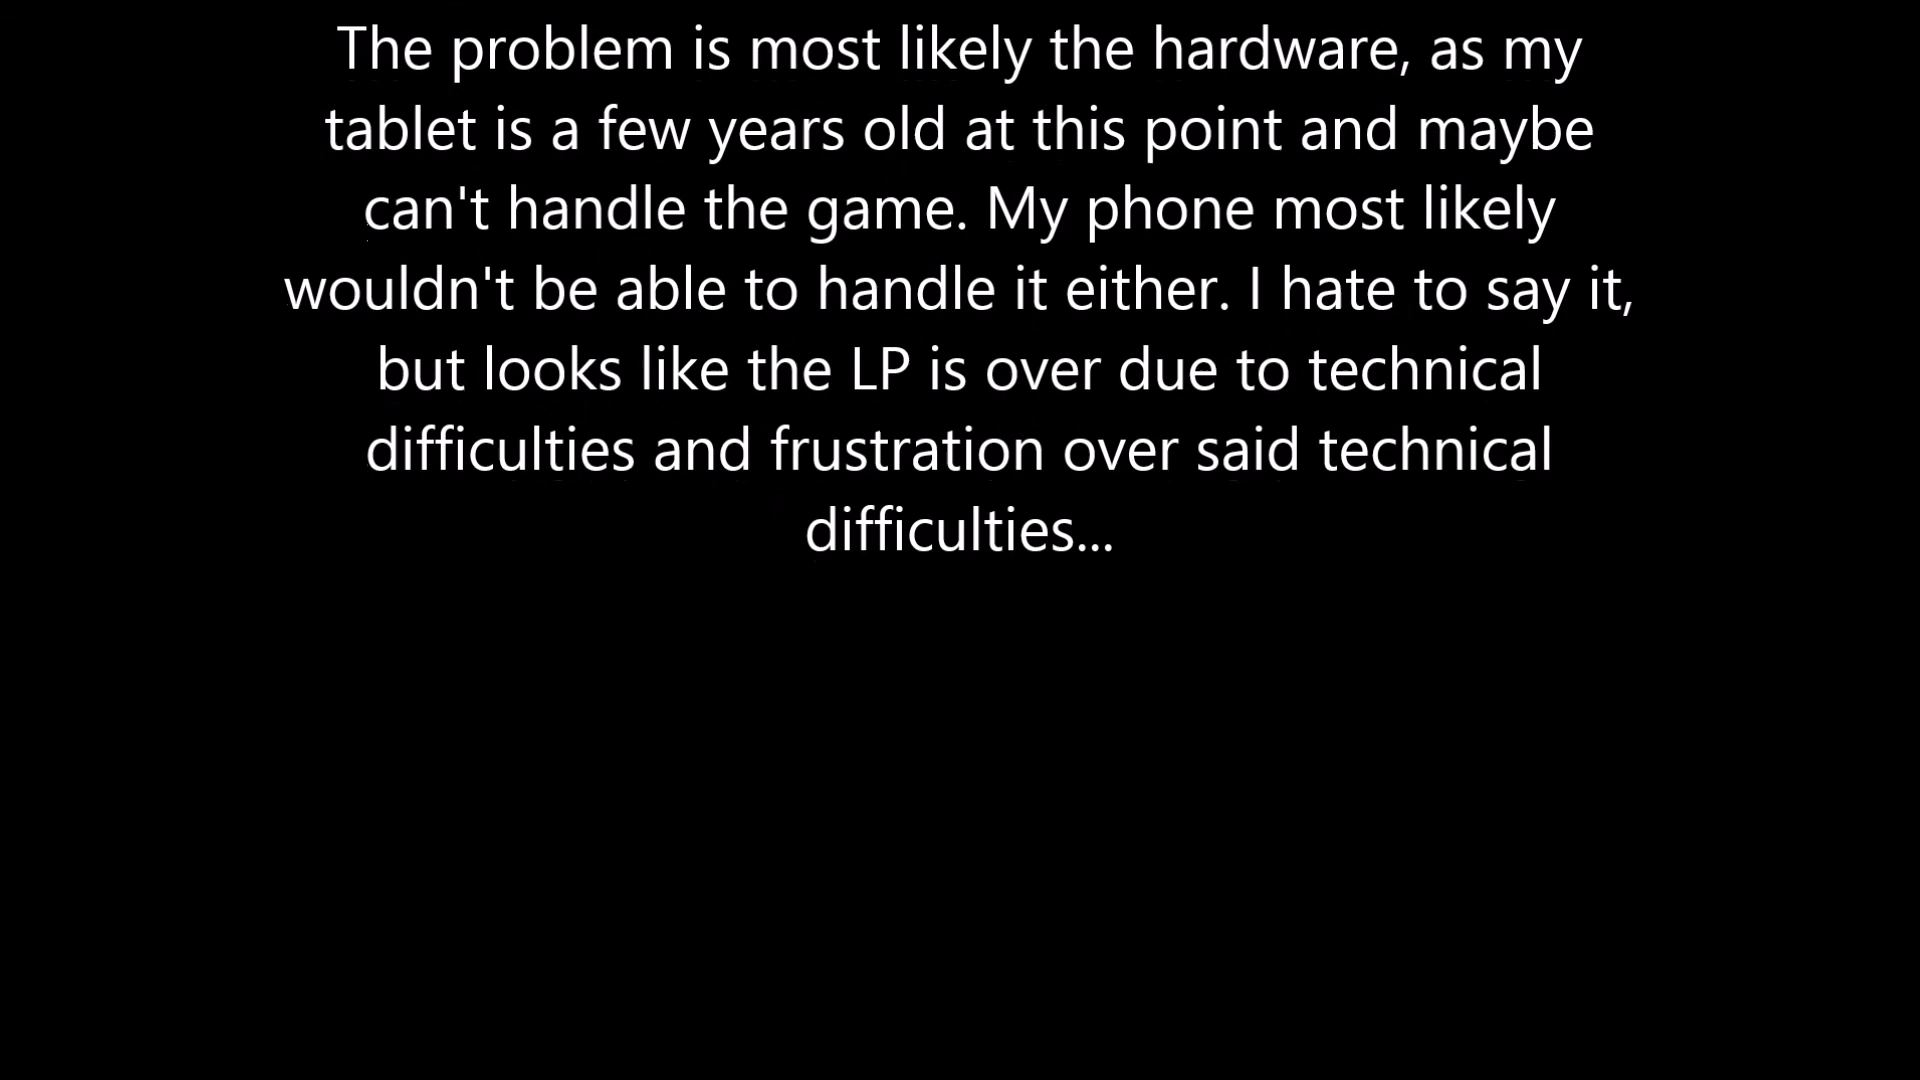 The problem is most likely the hardware, as my
tablet is a few years old at this point and maybe
can't handle the game. My phone most likely
wouldn't be able to handle it either. I hate to say it,
but looks like the LP is over due to technical
difficulties and frustration over said technical
difficulties...